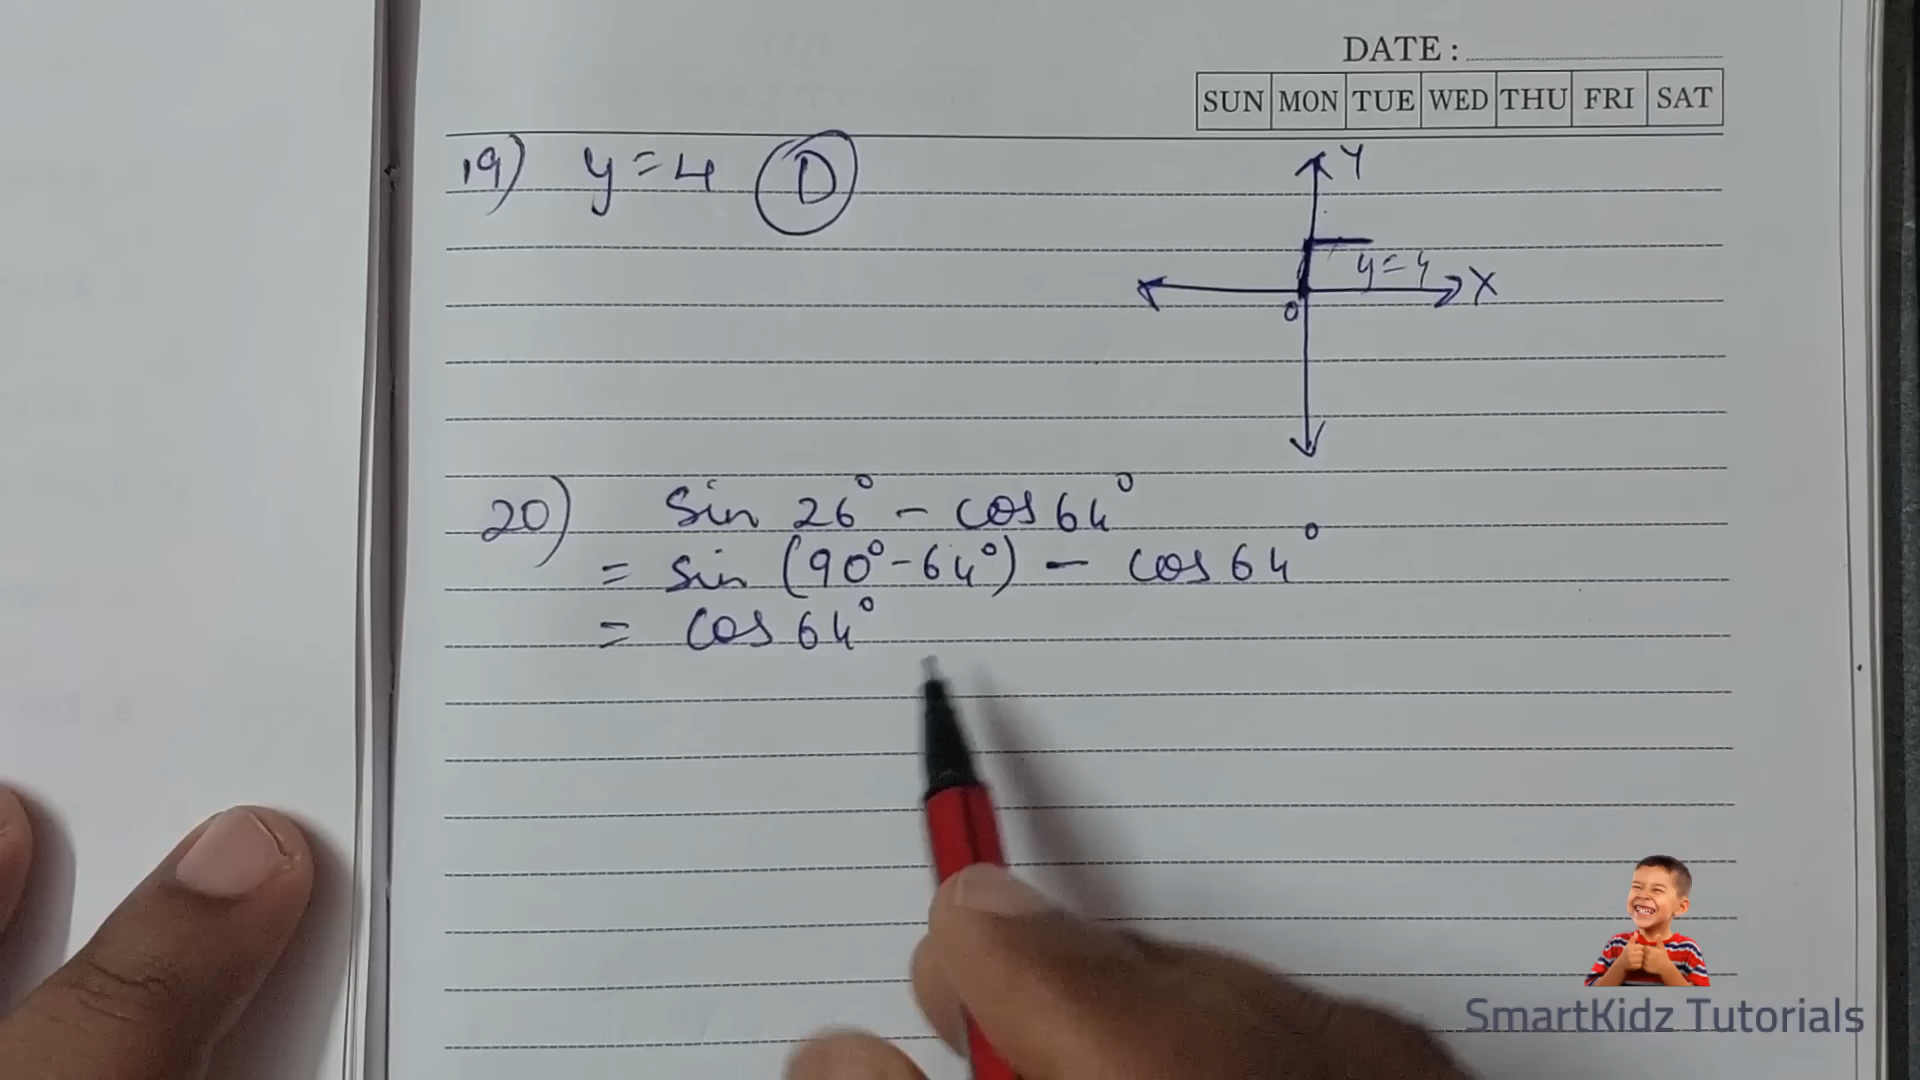 DATE :
SUN MON TUE WED THU FRI SAT
19) y=4 D
Y
y=4
X
0
20) Sin 26° - cos 64°
= sin (90°-64°) - cos 64°
= cos 64°
SmartKidz Tutorials